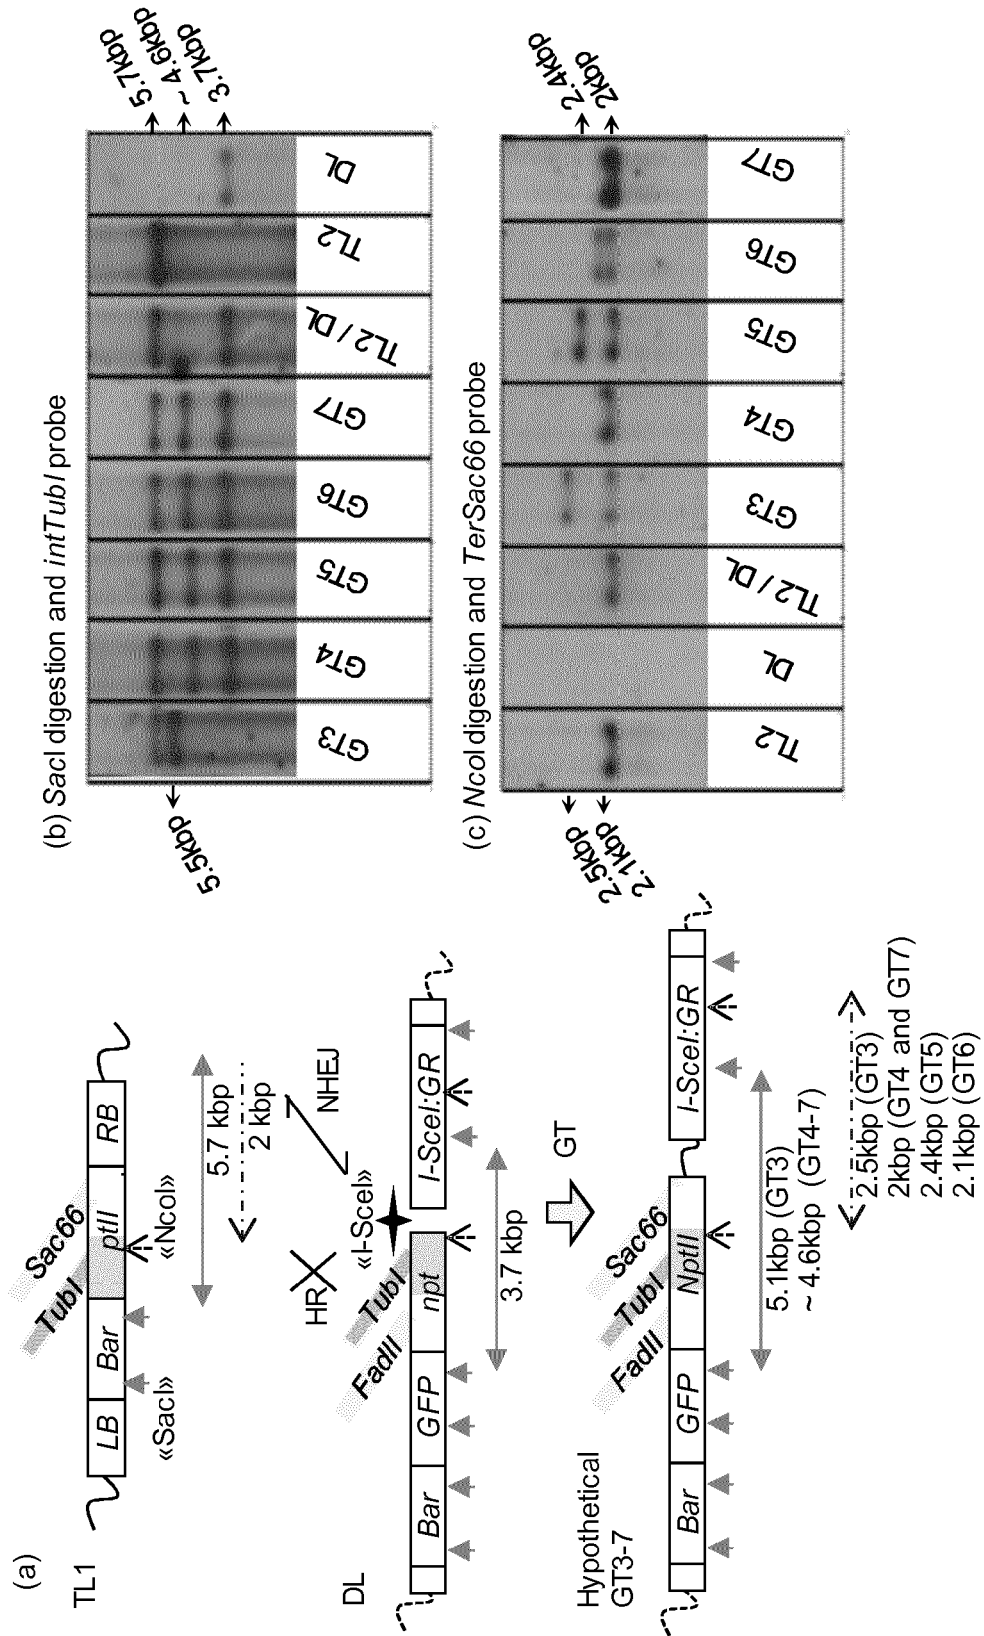 (a)
TL1
LB
Bar
ptII
RB
TubI
Sac66
«SacI»
«NcoI»
5.7 kbp
2 kbp
HR
NHEJ
«I-SceI»
DL
Bar
GFP
npt
I-SceI:GR
FadII
TubI
3.7 kbp
GT
Hypothetical
GT3-7
Bar
GFP
NptII
I-SceI:GR
FadII
TubI
Sac66
5.1kbp (GT3)
~ 4.6kbp (GT4-7)
2.5kbp (GT3)
2kbp (GT4 and GT7)
2.4kbp (GT5)
2.1kbp (GT6)
(b) SacI digestion and intTubI probe
5.5kbp
5.7kbp
~ 4.6kbp
3.7kbp
GT3
GT4
GT5
GT6
GT7
TL2 / DL
TL2
DL
(c) NcoI digestion and TerSac66 probe
2.5kbp
2.1kbp
2.4kbp
2kbp
TL2
DL
TL2 / DL
GT3
GT4
GT5
GT6
GT7